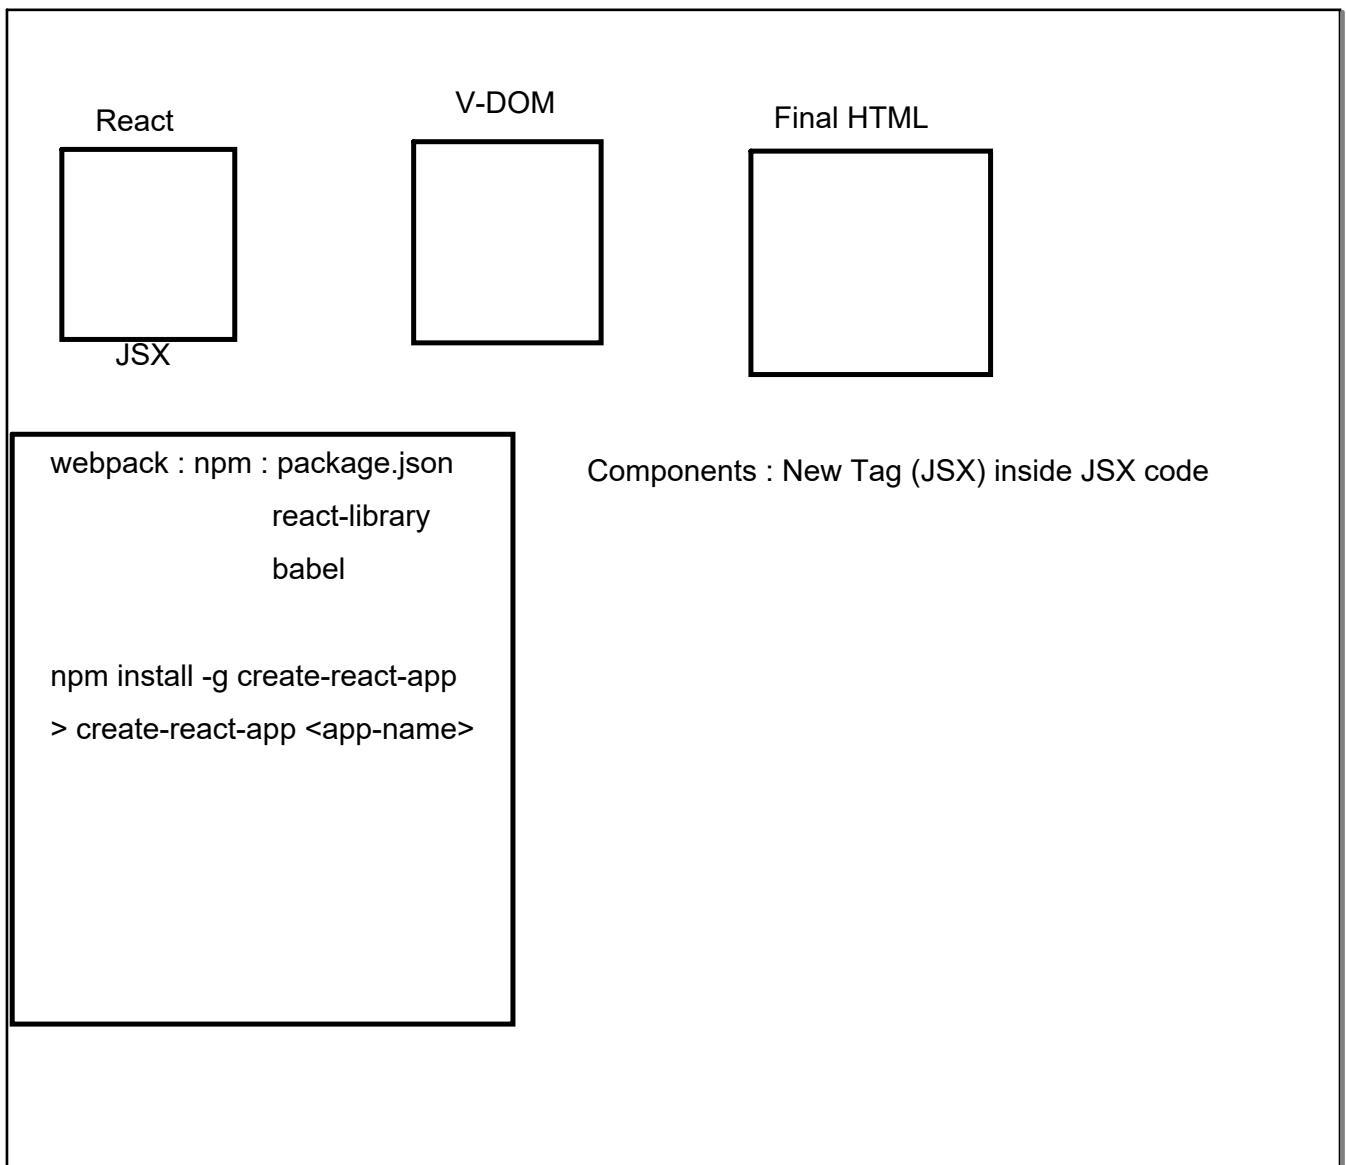 React
V-DOM
Final HTML
JSX
webpack : npm : package.json
react-library
babel
npm install -g create-react-app
> create-react-app <app-name>
Components : New Tag (JSX) inside JSX code